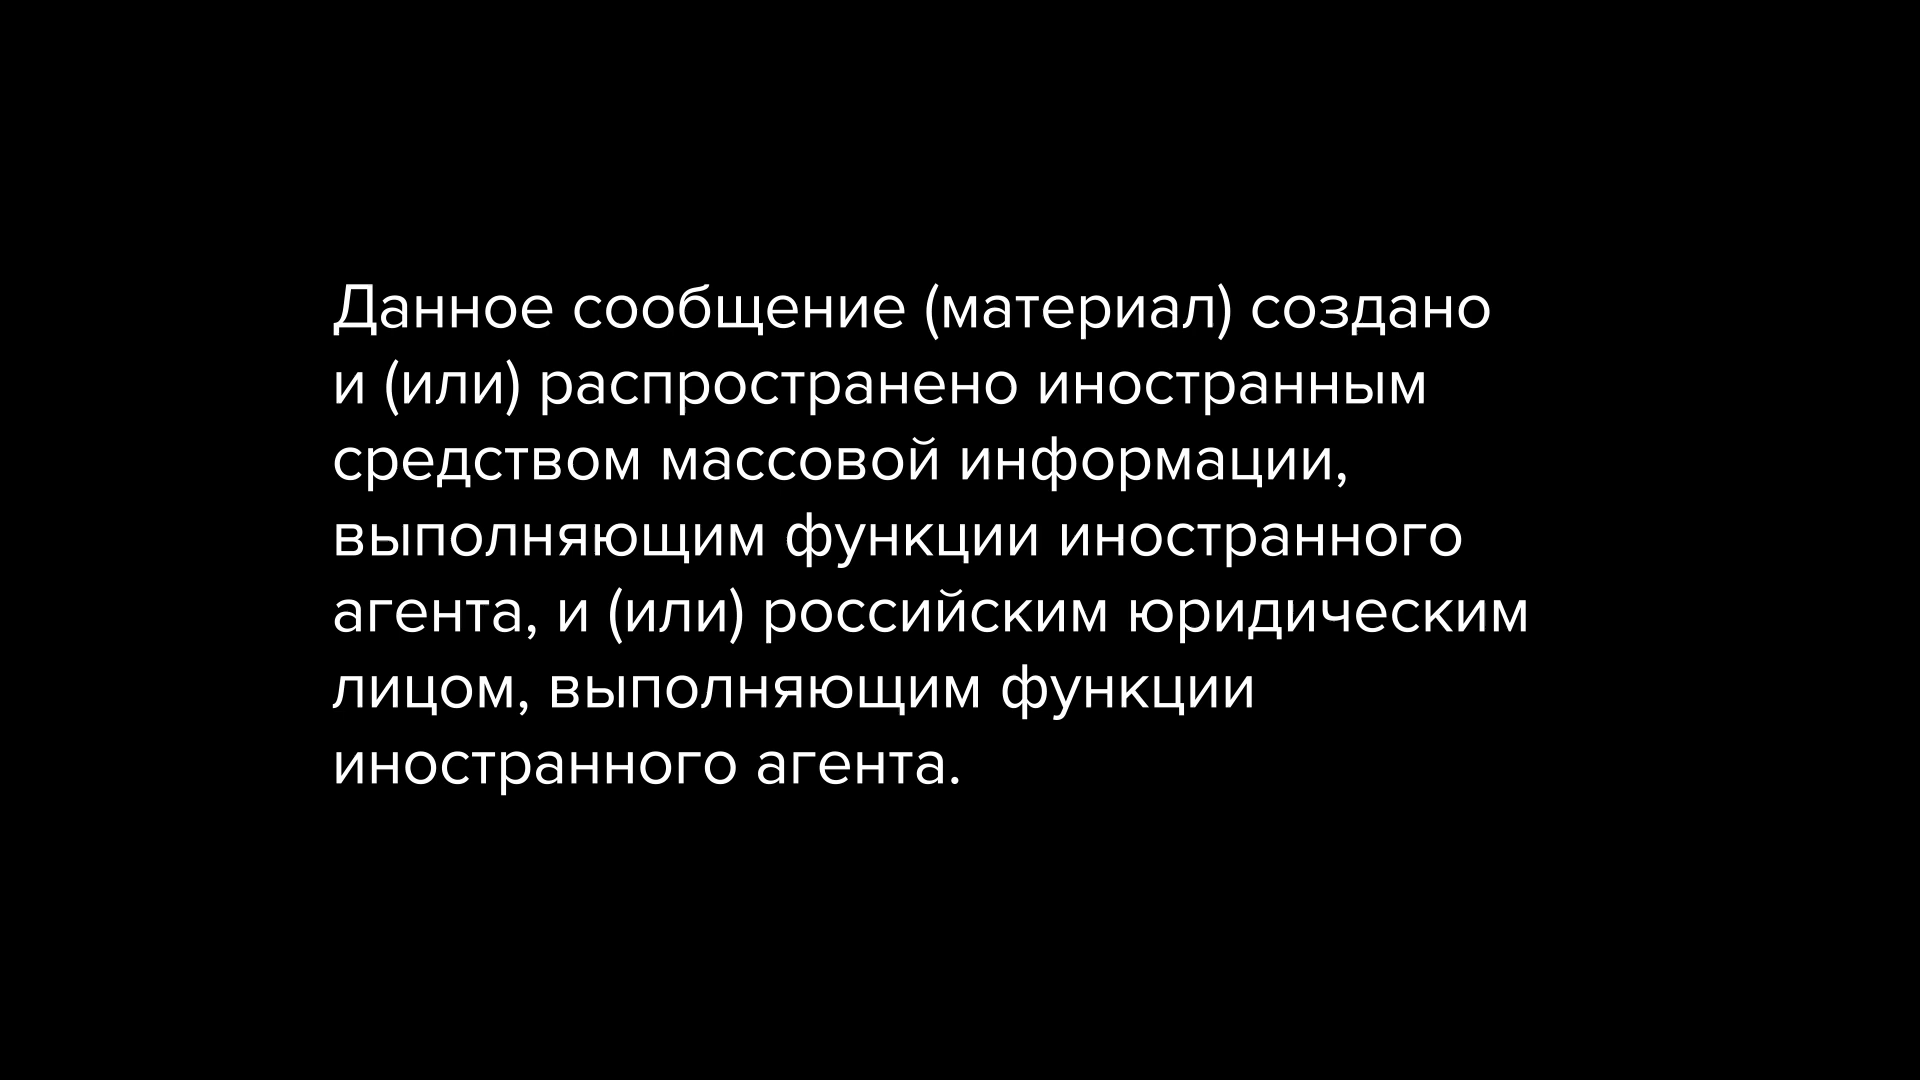 Данное сообщение (материал) создано
и (или) распространено иностранным
средством массовой информации,
выполняющим функции иностранного
агента, и (или) российским юридическим
лицом, выполняющим функции
иностранного агента.